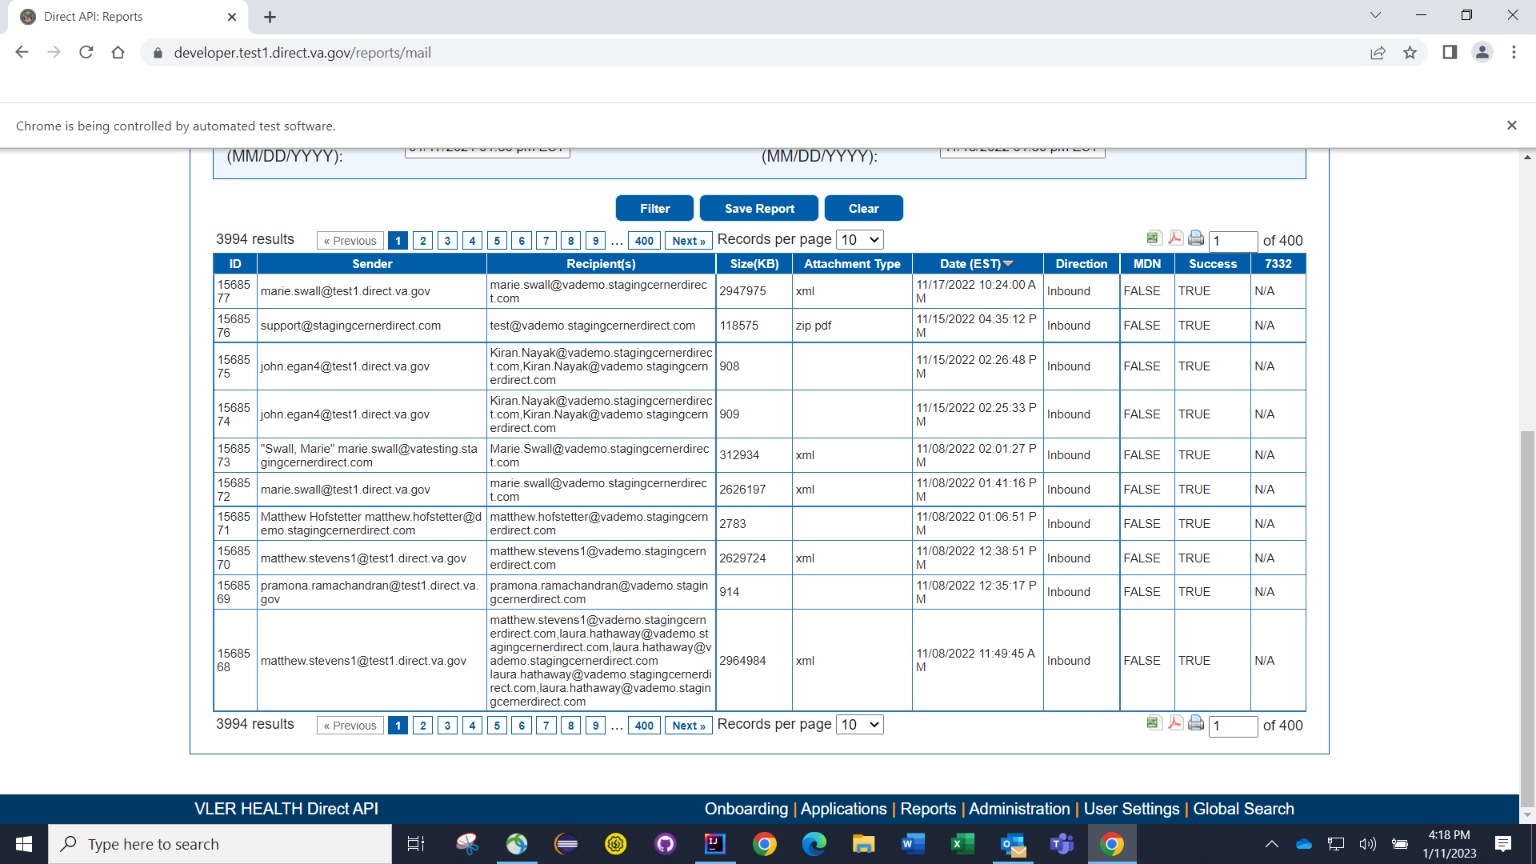 Direct API: Reports
developer.test1.direct.va.gov/reports/mail
Chrome is being controlled by automated test software.
(MM/DD/YYYY):
(MM/DD/YYYY):
Filter Save Report Clear
3994 results « Previous 1 2 3 4 5 6 7 8 9 ... 400 Next » Records per page 10 1 of 400
ID Sender Recipient(s) Size(KB) Attachment Type Date (EST) Direction MDN Success 7332
15685 marie.swall@vademo.stagingcernerdirec 11/17/2022 10:24:00 A
77 marie.swall@test1.direct.va.gov t.com 2947975 xml M Inbound FALSE TRUE N/A
15685 11/15/2022 04:35:12 P
76 support@stagingcernerdirect.com test@vademo.stagingcernerdirect.com 118575 zip pdf M Inbound FALSE TRUE N/A
Kiran.Nayak@vademo.stagingcernerdirec
15685 john.egan4@test1.direct.va.gov t.com,Kiran.Nayak@vademo.stagingcern 908 11/15/2022 02:26:48 P Inbound FALSE TRUE N/A
75 erdirect.com M
Kiran.Nayak@vademo.stagingcernerdirec
15685 john.egan4@test1.direct.va.gov t.com,Kiran.Nayak@vademo.stagingcern 909 11/15/2022 02:25:33 P Inbound FALSE TRUE N/A
74 erdirect.com M
15685 "Swall, Marie" marie.swall@vatesting.sta Marie.Swall@vademo.stagingcernerdirec 312934 xml 11/08/2022 02:01:27 P Inbound FALSE TRUE N/A
73 gingcernerdirect.com t.com M
15685 marie.swall@test1.direct.va.gov marie.swall@vademo.stagingcernerdirec 2626197 xml 11/08/2022 01:41:16 P Inbound FALSE TRUE N/A
72 t.com M
15685 Matthew Hofstetter matthew.hofstetter@d matthew.hofstetter@vademo.stagingcern 2783 11/08/2022 01:06:51 P Inbound FALSE TRUE N/A
71 emo.stagingcernerdirect.com erdirect.com M
15685 matthew.stevens1@test1.direct.va.gov matthew.stevens1@vademo.stagingcern 2629724 xml 11/08/2022 12:38:51 P Inbound FALSE TRUE N/A
70 erdirect.com M
15685 pramona.ramachandran@test1.direct.va. pramona.ramachandran@vademo.stagin 914 11/08/2022 12:35:17 P Inbound FALSE TRUE N/A
69 gov gcernerdirect.com M
matthew.stevens1@vademo.stagingcern
erdirect.com,laura.hathaway@vademo.st
agingcernerdirect.com,laura.hathaway@v
15685 matthew.stevens1@test1.direct.va.gov ademo.stagingcernerdirect.com 2964984 xml 11/08/2022 11:49:45 A Inbound FALSE TRUE N/A
68 laura.hathaway@vademo.stagingcernerdi M
rect.com,laura.hathaway@vademo.stagin
gcernerdirect.com
3994 results « Previous 1 2 3 4 5 6 7 8 9 ... 400 Next » Records per page 10 1 of 400
VLER HEALTH Direct API Onboarding | Applications | Reports | Administration | User Settings | Global Search
Type here to search
4:18 PM
1/11/2023